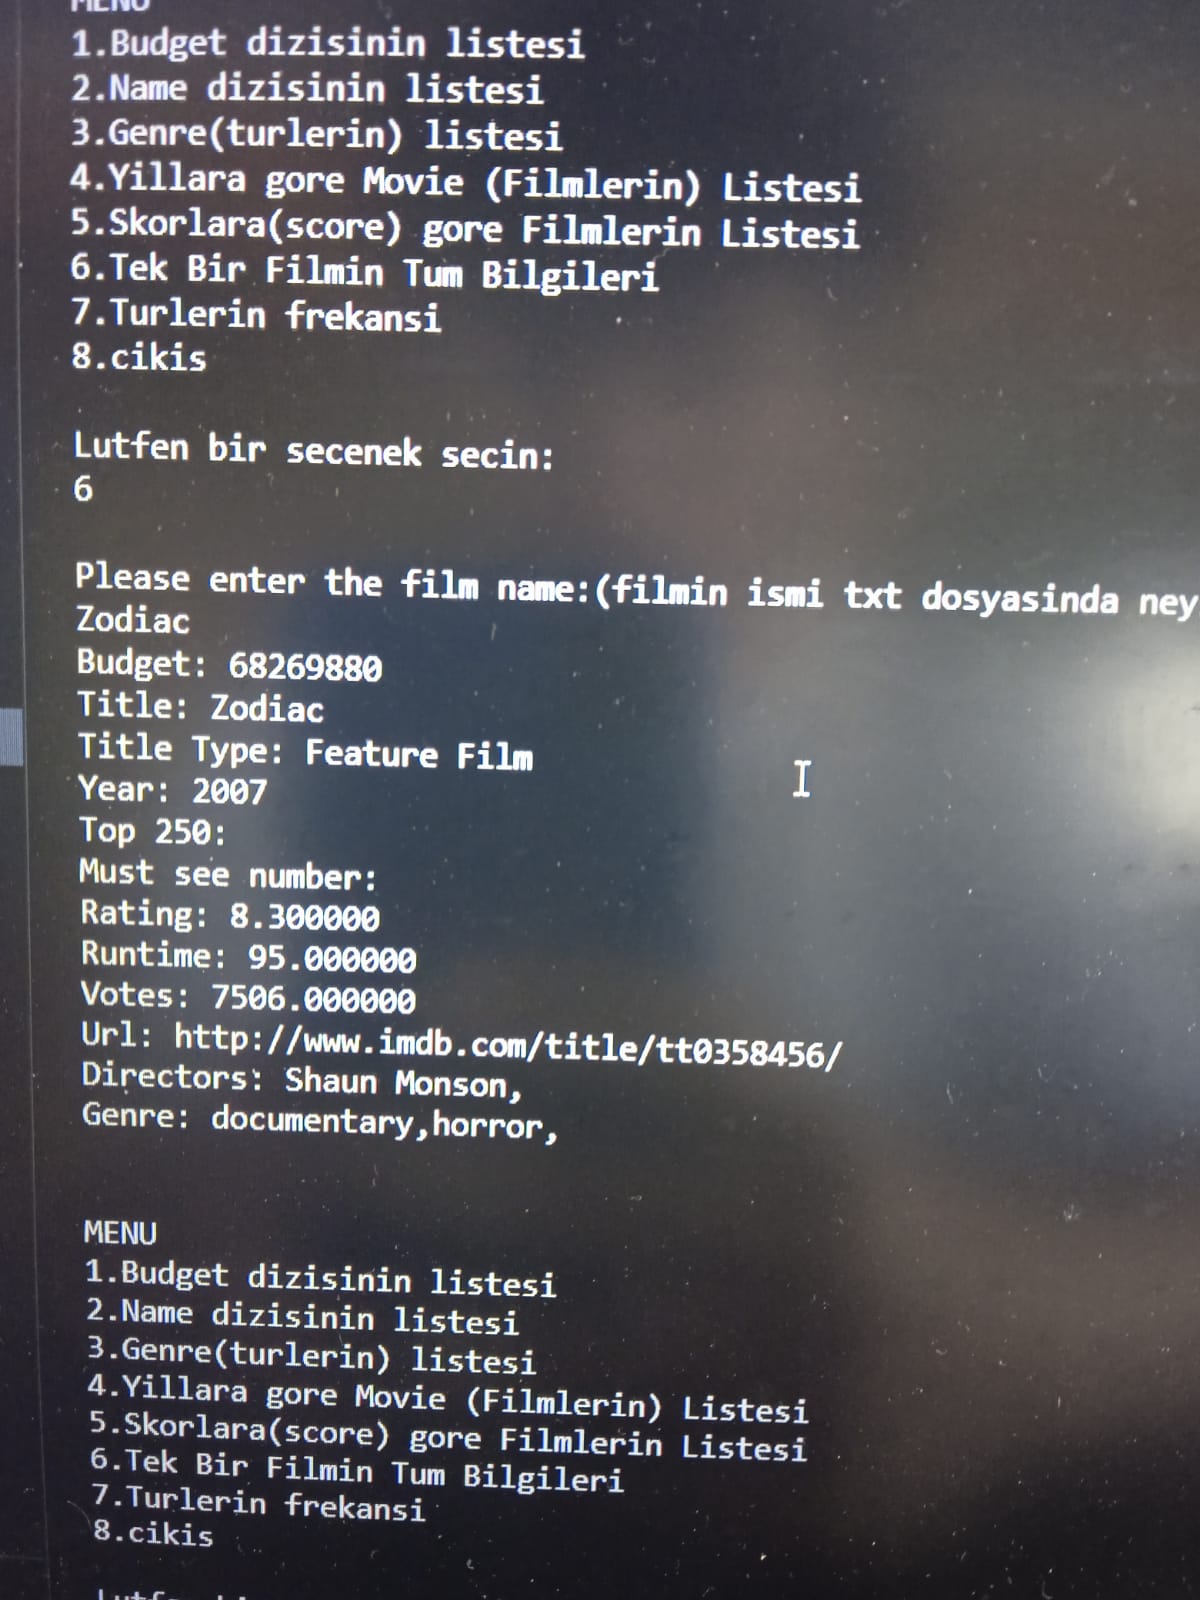 MENU
1.Budget dizisinin listesi
2.Name dizisinin listesi
3.Genre(turlerin) listesi
4.Yillara gore Movie (Filmlerin) Listesi
5.Skorlara(score) gore Filmlerin Listesi
6.Tek Bir Filmin Tum Bilgileri
7.Turlerin frekansi
8.cikis
Lutfen bir secenek secin:
6
Please enter the film name:(filmin ismi txt dosyasinda ney
Zodiac
Budget: 68269880
Title: Zodiac
Title Type: Feature Film
Year: 2007
Top 250:
Must see number:
Rating: 8.300000
Runtime: 95.000000
Votes: 7506.000000
Url: http://www.imdb.com/title/tt0358456/
Directors: Shaun Monson,
Genre: documentary,horror,
MENU
1.Budget dizisinin listesi
2.Name dizisinin listesi
3.Genre(turlerin) listesi
4.Yillara gore Movie (Filmlerin) Listesi
5.Skorlara(score) gore Filmlerin Listesi
6.Tek Bir Filmin Tum Bilgileri
7.Turlerin frekansi
8.cikis